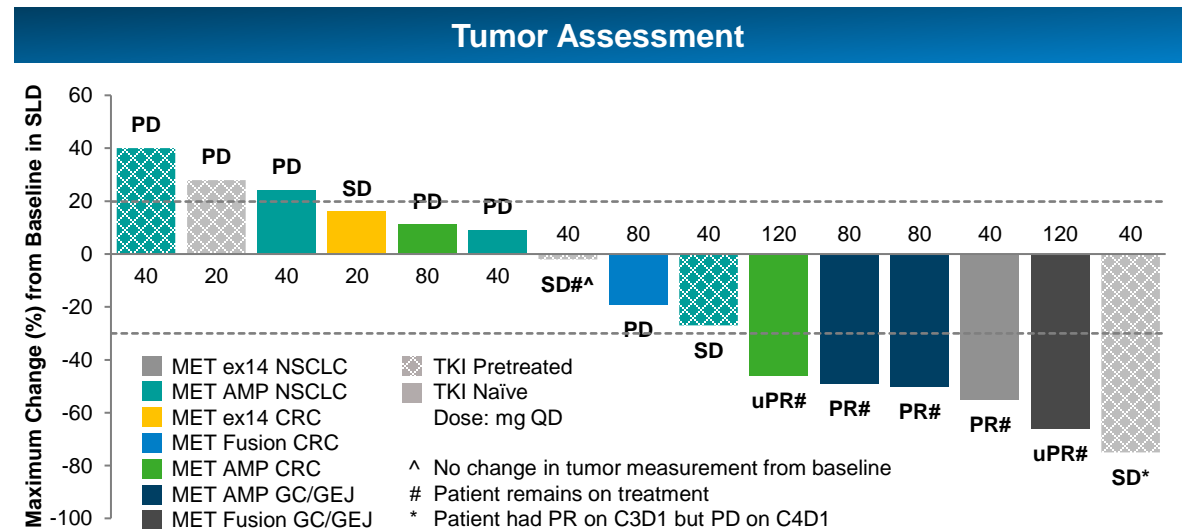 Tumor Assessment
Maximum Change (%) from Baseline in SLD
60
40
20
0
-20
-40
-60
-80
-100
PD
PD
PD
SD
PD
PD
40
20
40
20
80
40
40
80
40
120
80
80
40
120
40
SD#^
PD
SD
uPR#
PR#
PR#
PR#
uPR#
SD*
MET ex14 NSCLC
MET AMP NSCLC
MET ex14 CRC
MET Fusion CRC
MET AMP CRC
MET AMP GC/GEJ
MET Fusion GC/GEJ
TKI Pretreated
TKI Naïve
Dose: mg QD
^ No change in tumor measurement from baseline
# Patient remains on treatment
* Patient had PR on C3D1 but PD on C4D1